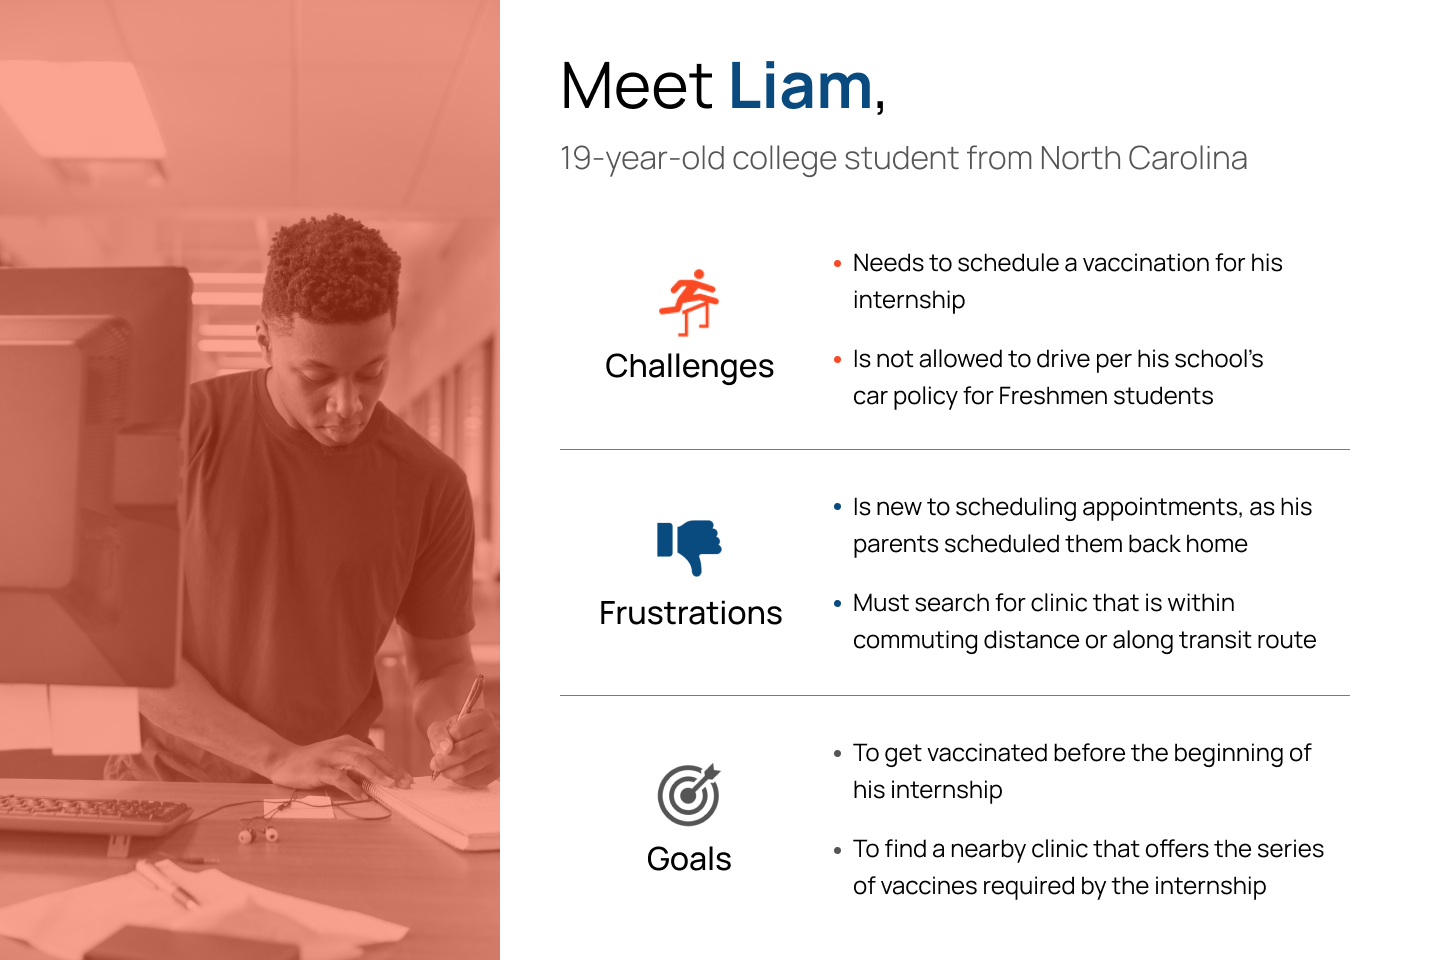 Meet Liam,
19-year-old college student from North Carolina
Challenges
• Needs to schedule a vaccination for his
internship
• Is not allowed to drive per his school’s
car policy for Freshmen students
Frustrations
• Is new to scheduling appointments, as his
parents scheduled them back home
• Must search for clinic that is within
commuting distance or along transit route
Goals
• To get vaccinated before the beginning of
his internship
• To find a nearby clinic that offers the series
of vaccines required by the internship